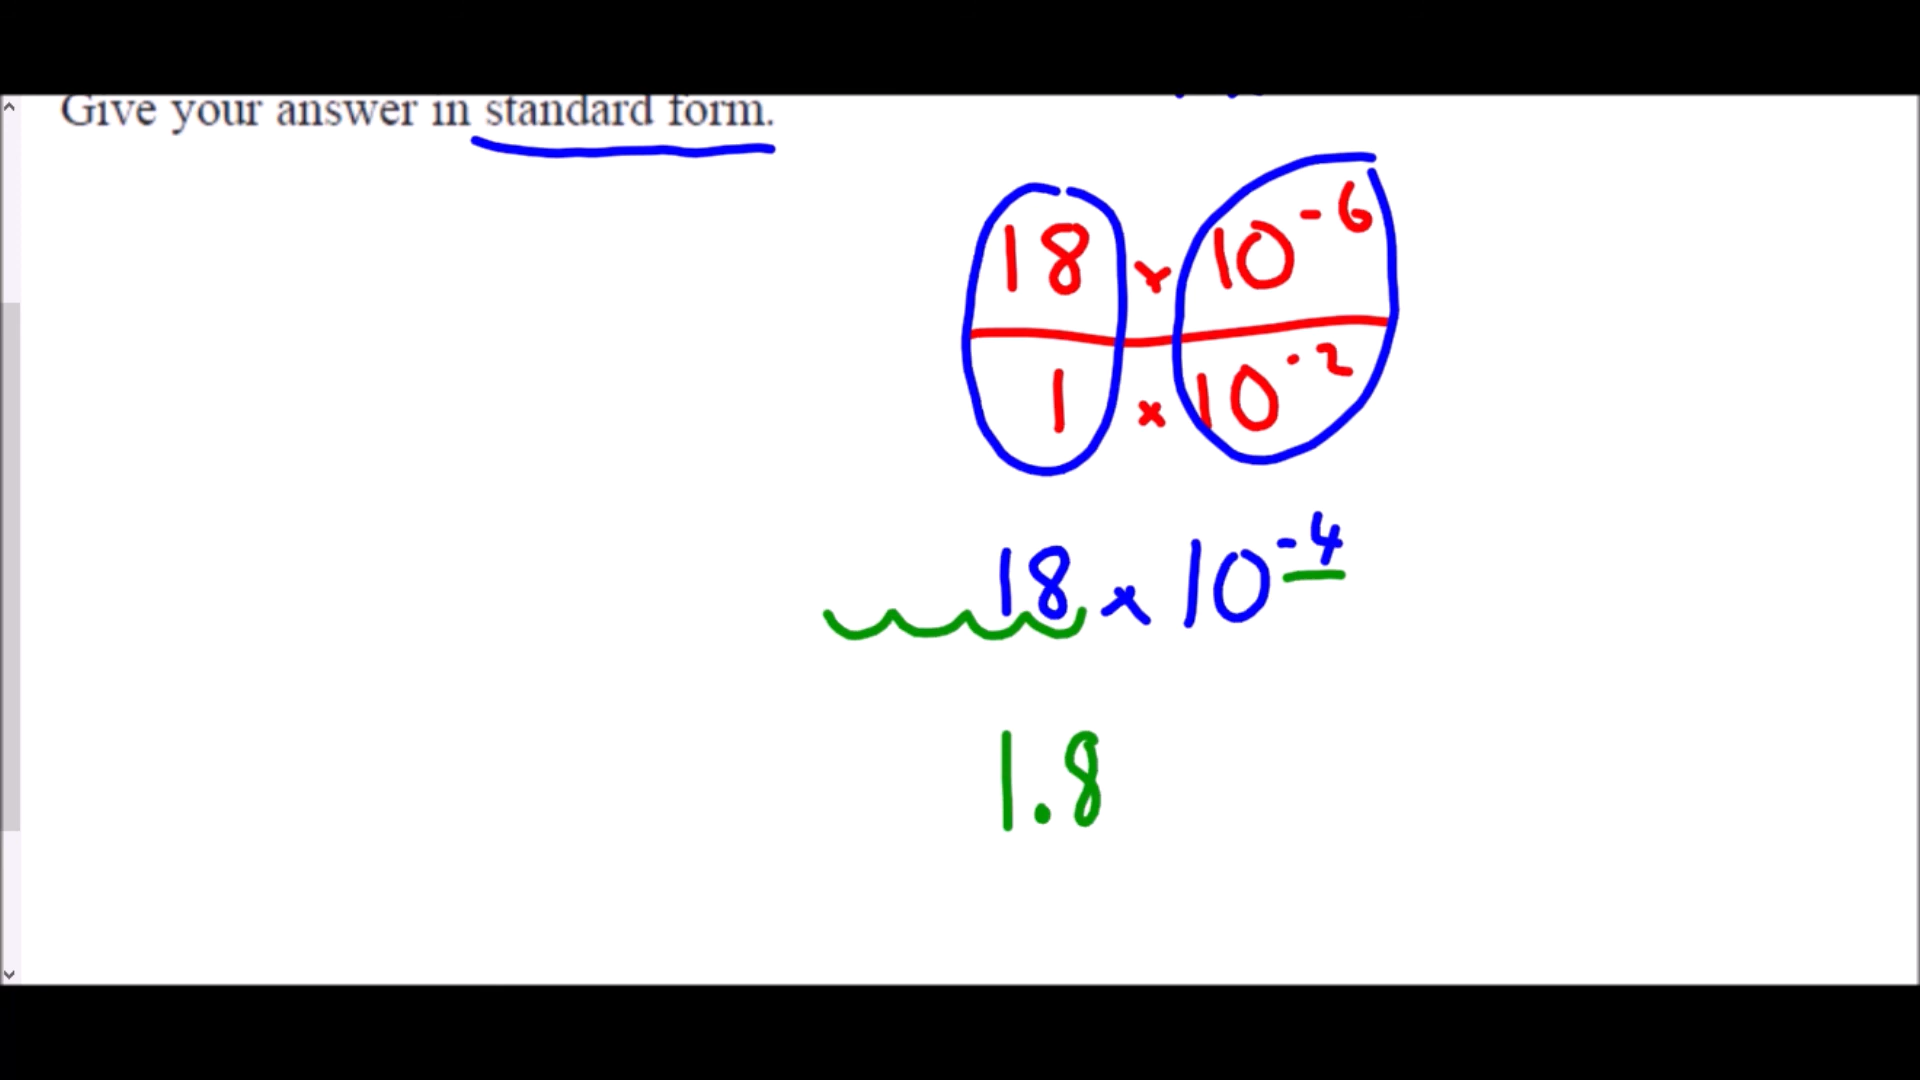 Give your answer in standard form.
18 x 10^-6
1 x 10^-2
18 x 10^-4
1.8